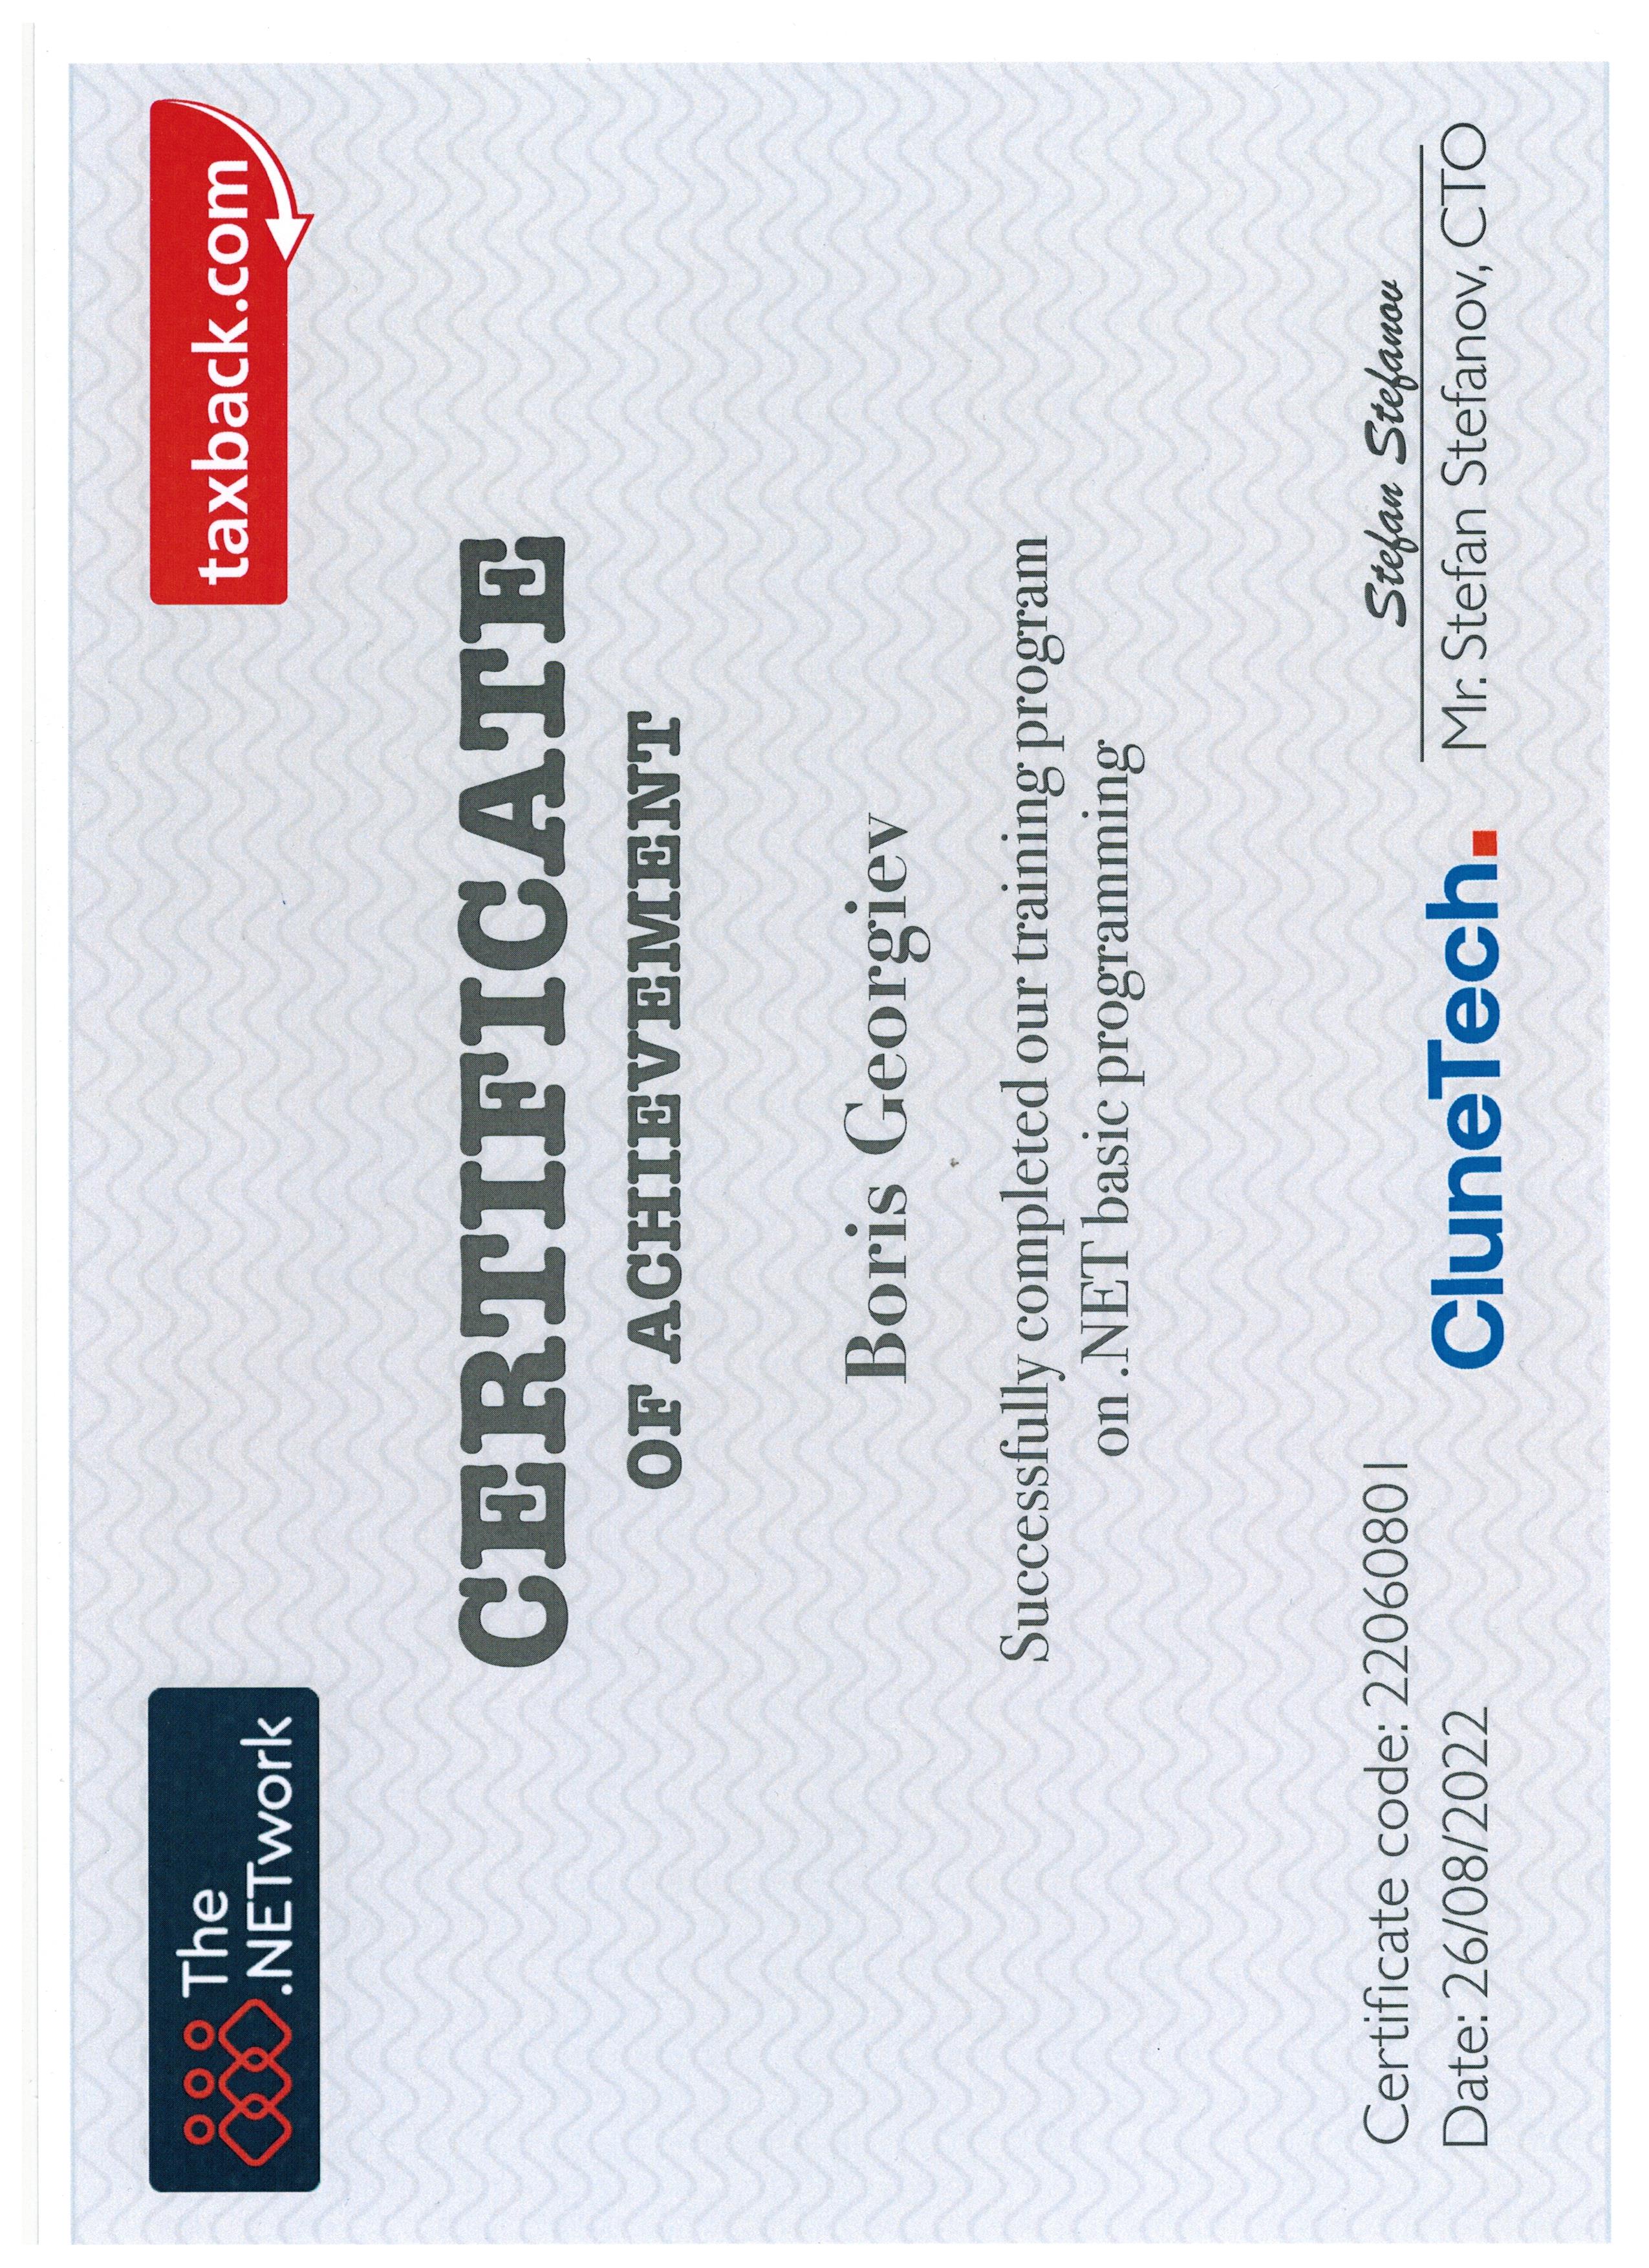 The
.NETwork
taxback.com
CERTIFICATE
OF ACHIEVEMENT
Boris Georgiev
Successfully completed our training program
on .NET basic programming
Certificate code: 22060801
Date: 26/08/2022
CluneTech.
Stefan Stefanov
Mr. Stefan Stefanov, CTO